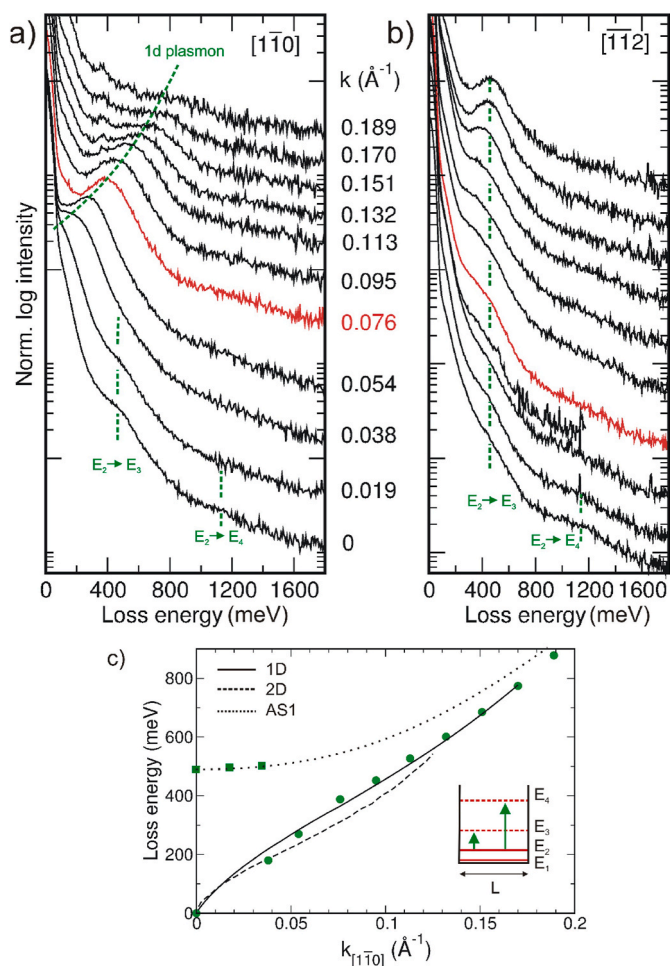 a)
[11̅0]
1d plasmon
Norm. log intensity
E₂→E₃
E₂→E₄
0 400 800 1200 1600
Loss energy (meV)
k (Å⁻¹)
0.189
0.170
0.151
0.132
0.113
0.095
0.076
0.054
0.038
0.019
0
b)
[1̅1̅2]
E₂→E₃
E₂→E₄
0 400 800 1200 1600
Loss energy (meV)
c)
1D
2D
AS1
Loss energy (meV)
800
600
400
200
0
0 0.05 0.1 0.15 0.2
k[11̅0] (Å⁻¹)
E₄
E₃
E₂
E₁
L